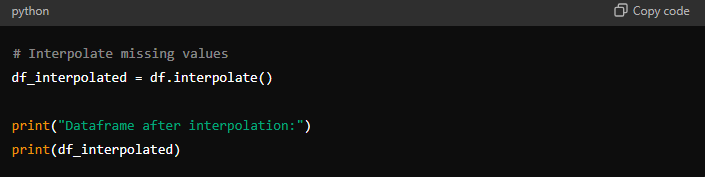 python Copy code
# Interpolate missing values
df_interpolated = df.interpolate()
print("Dataframe after interpolation:")
print(df_interpolated)